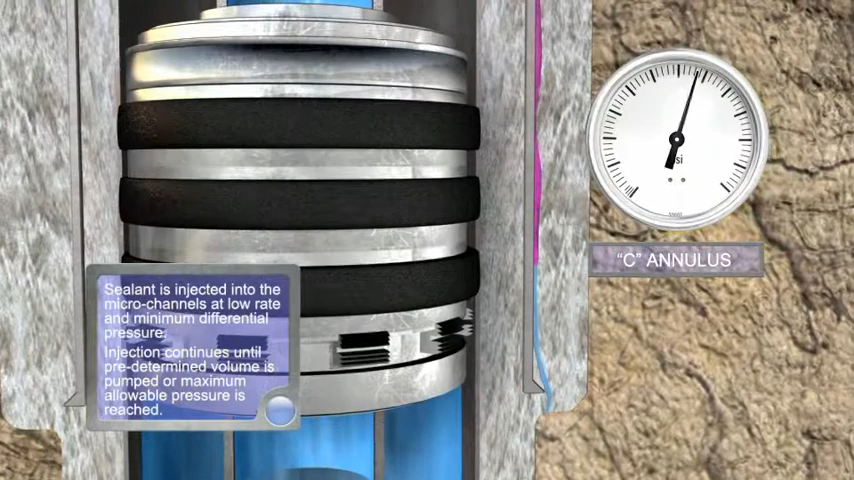 Sealant is injected into the
micro-channels at low rate
and minimum differential
pressure.
Injection continues until
pre-determined volume is
pumped or maximum
allowable pressure is
reached.
"C" ANNULUS